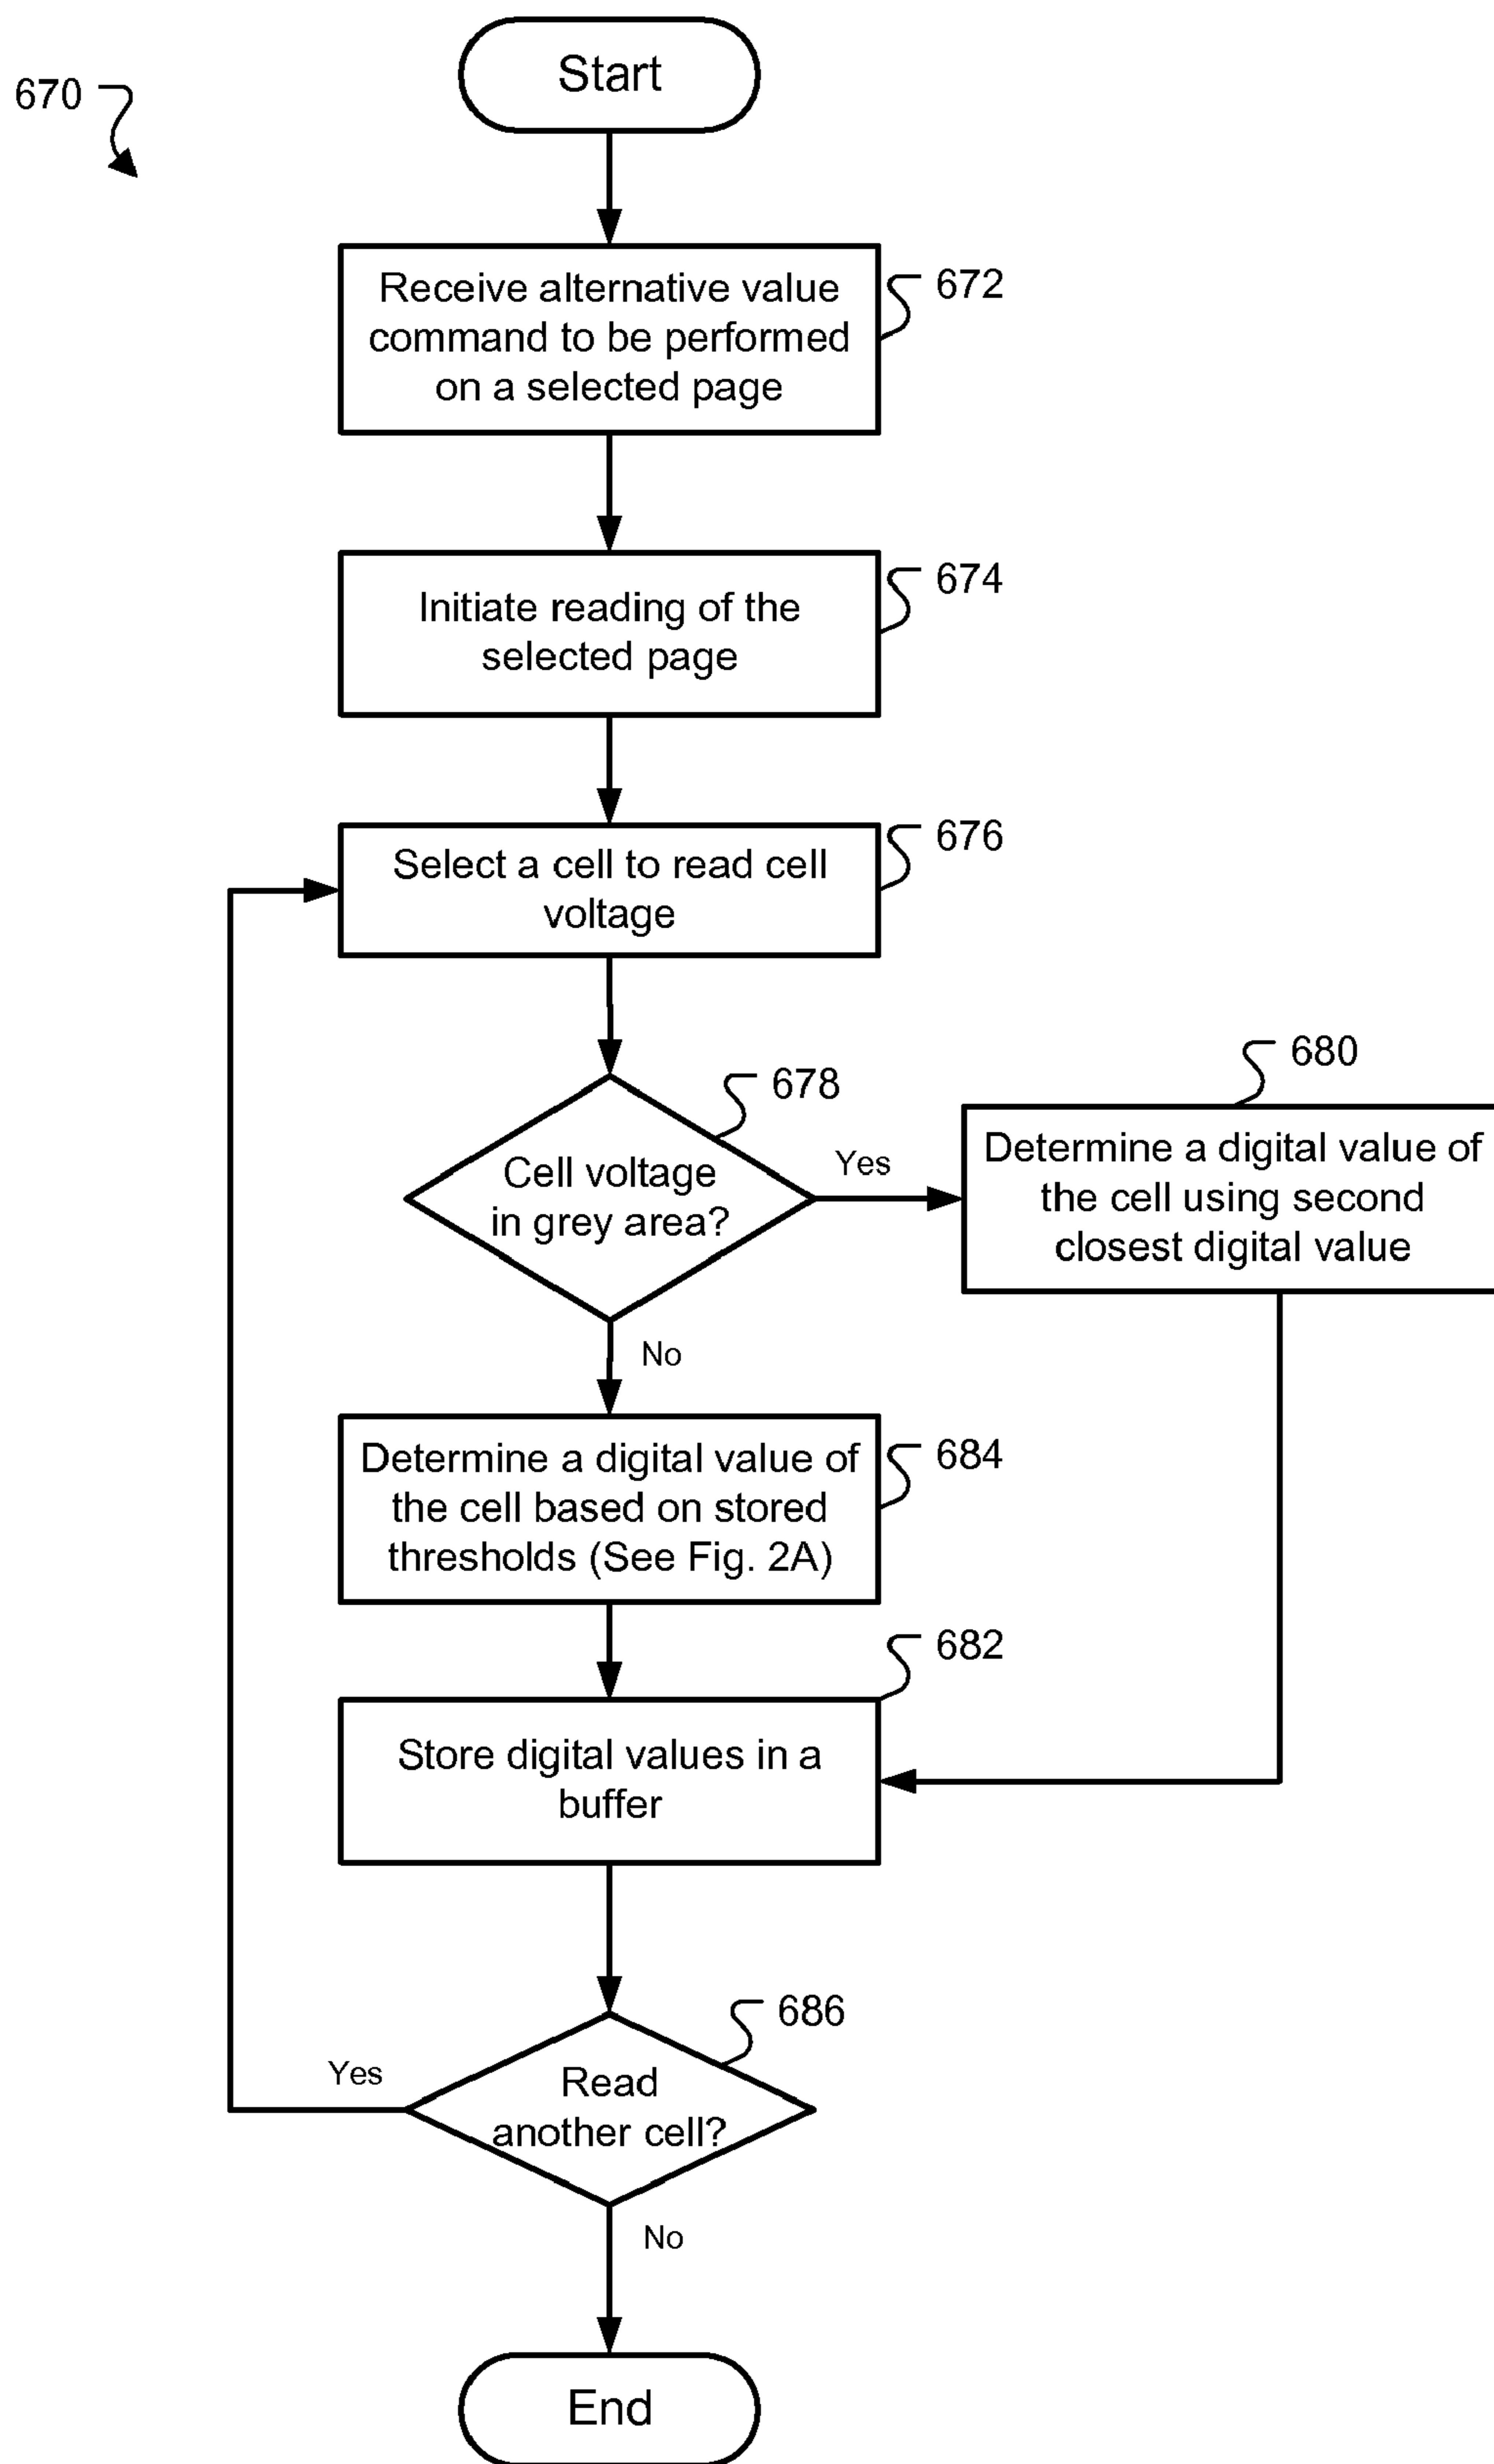 Start
670
Receive alternative value
command to be performed
on a selected page
672
Initiate reading of the
selected page
674
Select a cell to read cell
voltage
676
Cell voltage
in grey area?
678
Yes
680
Determine a digital value of
the cell using second
closest digital value
No
Determine a digital value of
the cell based on stored
thresholds (See Fig. 2A)
684
682
Store digital values in a
buffer
686
Yes
Read
another cell?
No
End